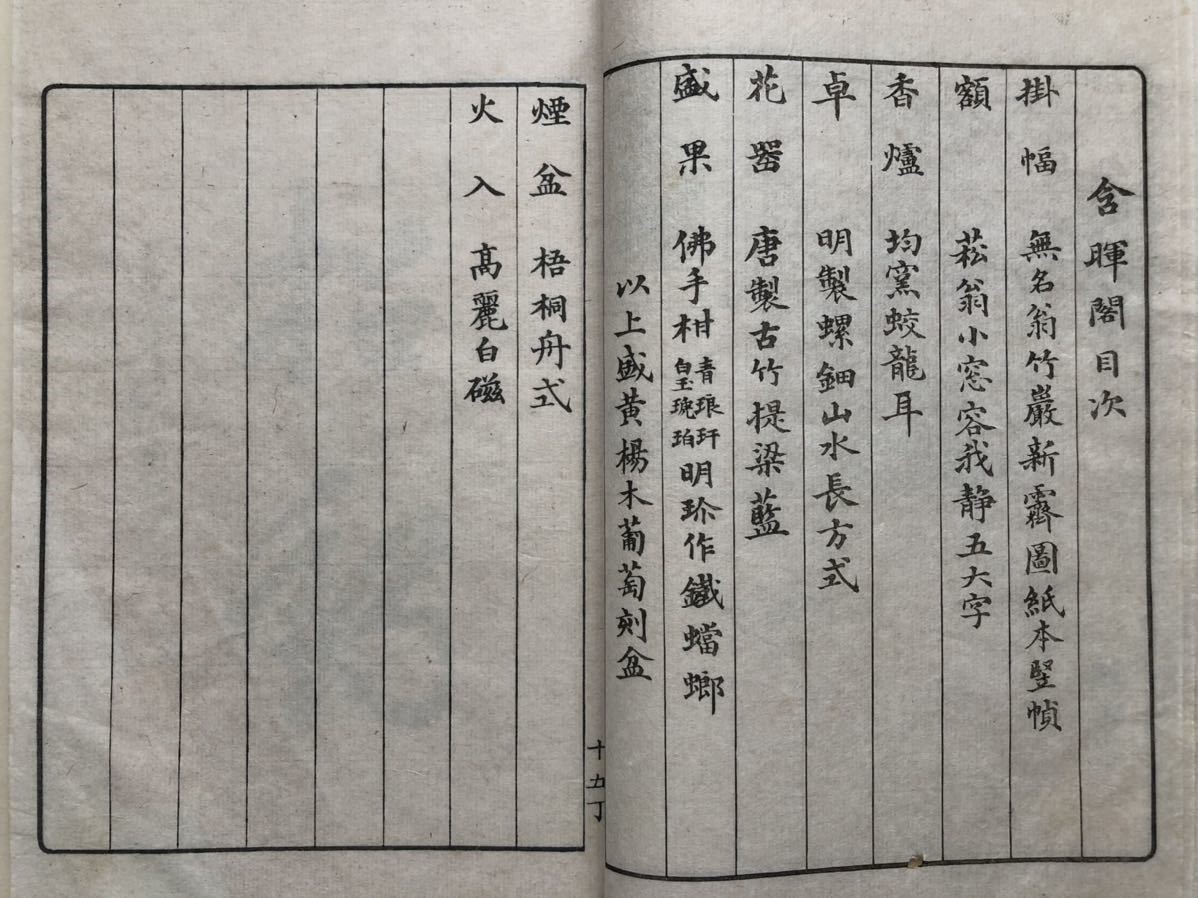 含暉閣目次
掛幅 無名翁竹巖新霽圖紙本竪幀
額 菘翁小窓容我静五大字
香爐 均窯蛟龍耳
卓 明製螺鈿山水長方式
花器 唐製古竹提梁藍
盛果 佛手柑 青琅玕 白玉琥珀 明珍作鐵蟷螂
以上盛黄楊木葡萄刻盆
十五丁
煙盆 梧桐舟式
火入 高麗白磁